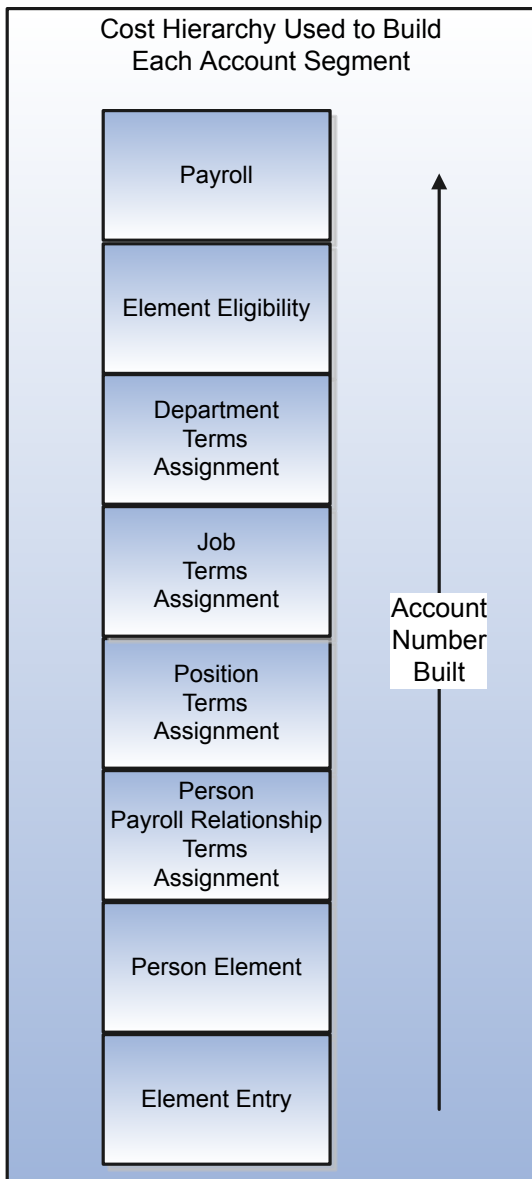 Cost Hierarchy Used to Build
Each Account Segment
Payroll
Element Eligibility
Department
Terms
Assignment
Job
Terms
Assignment
Position
Terms
Assignment
Person
Payroll Relationship
Terms
Assignment
Person Element
Element Entry
Account
Number
Built